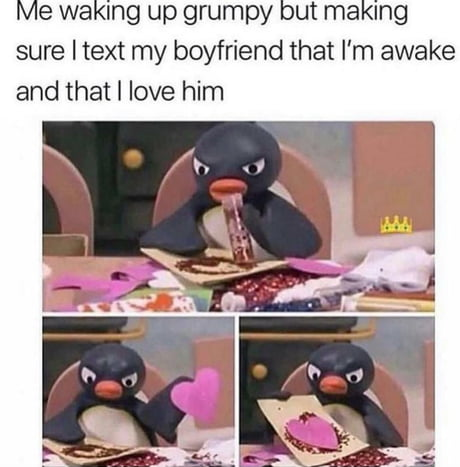 Me waking up grumpy but making
sure I text my boyfriend that I'm awake
and that I love him